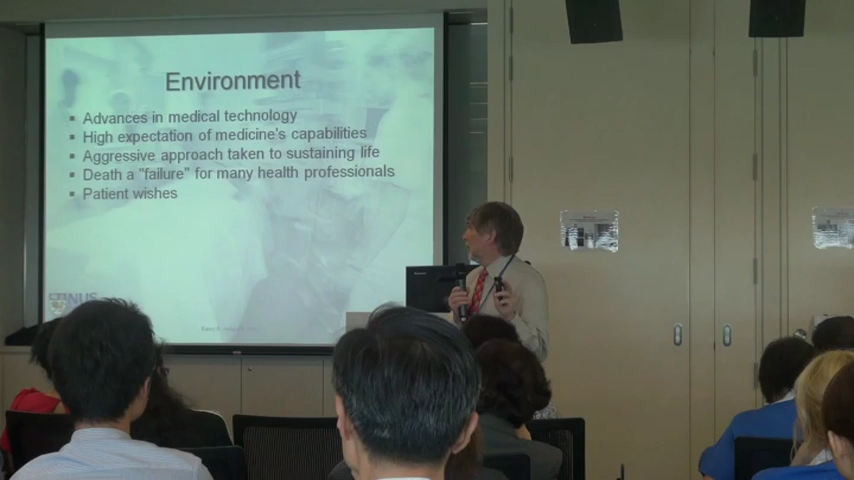 Environment
Advances in medical technology
High expectation of medicine's capabilities
Aggressive approach taken to sustaining life
Death a "failure" for many health professionals
Patient wishes
NUS